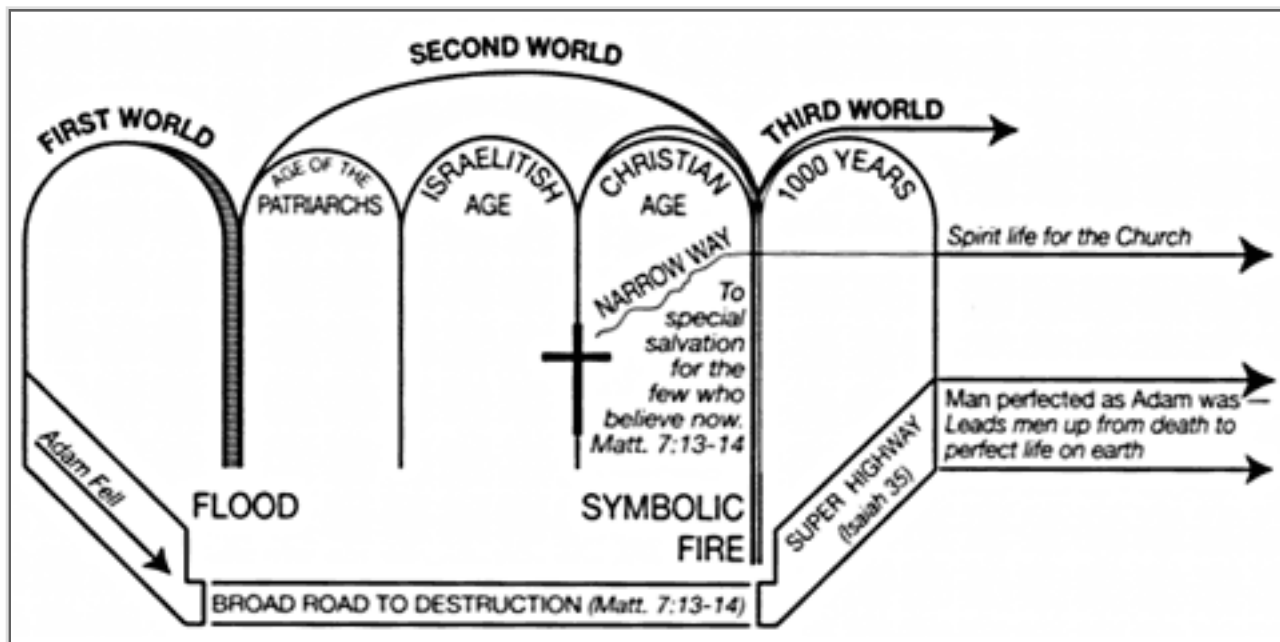 SECOND WORLD
FIRST WORLD
THIRD WORLD
AGE OF THE
PATRIARCHS
ISRAELITISH
AGE
CHRISTIAN
AGE
1000 YEARS
NARROW WAY
Spirit life for the Church
To
special
salvation
for the
few who
believe now.
Matt. 7:13-14
Man perfected as Adam was —
Leads men up from death to
perfect life on earth
Adam Fell
FLOOD
SYMBOLIC
FIRE
SUPER HIGHWAY
(Isaiah 35)
BROAD ROAD TO DESTRUCTION (Matt. 7:13-14)